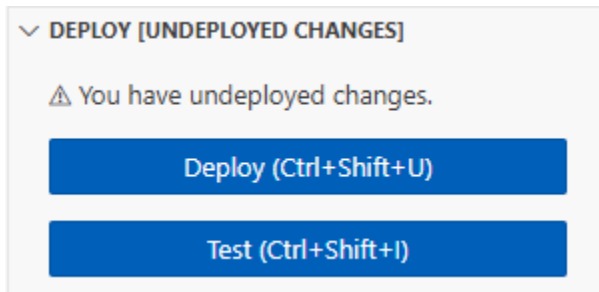 DEPLOY [UNDEPLOYED CHANGES]
⚠ You have undeployed changes.
Deploy (Ctrl+Shift+U)
Test (Ctrl+Shift+I)